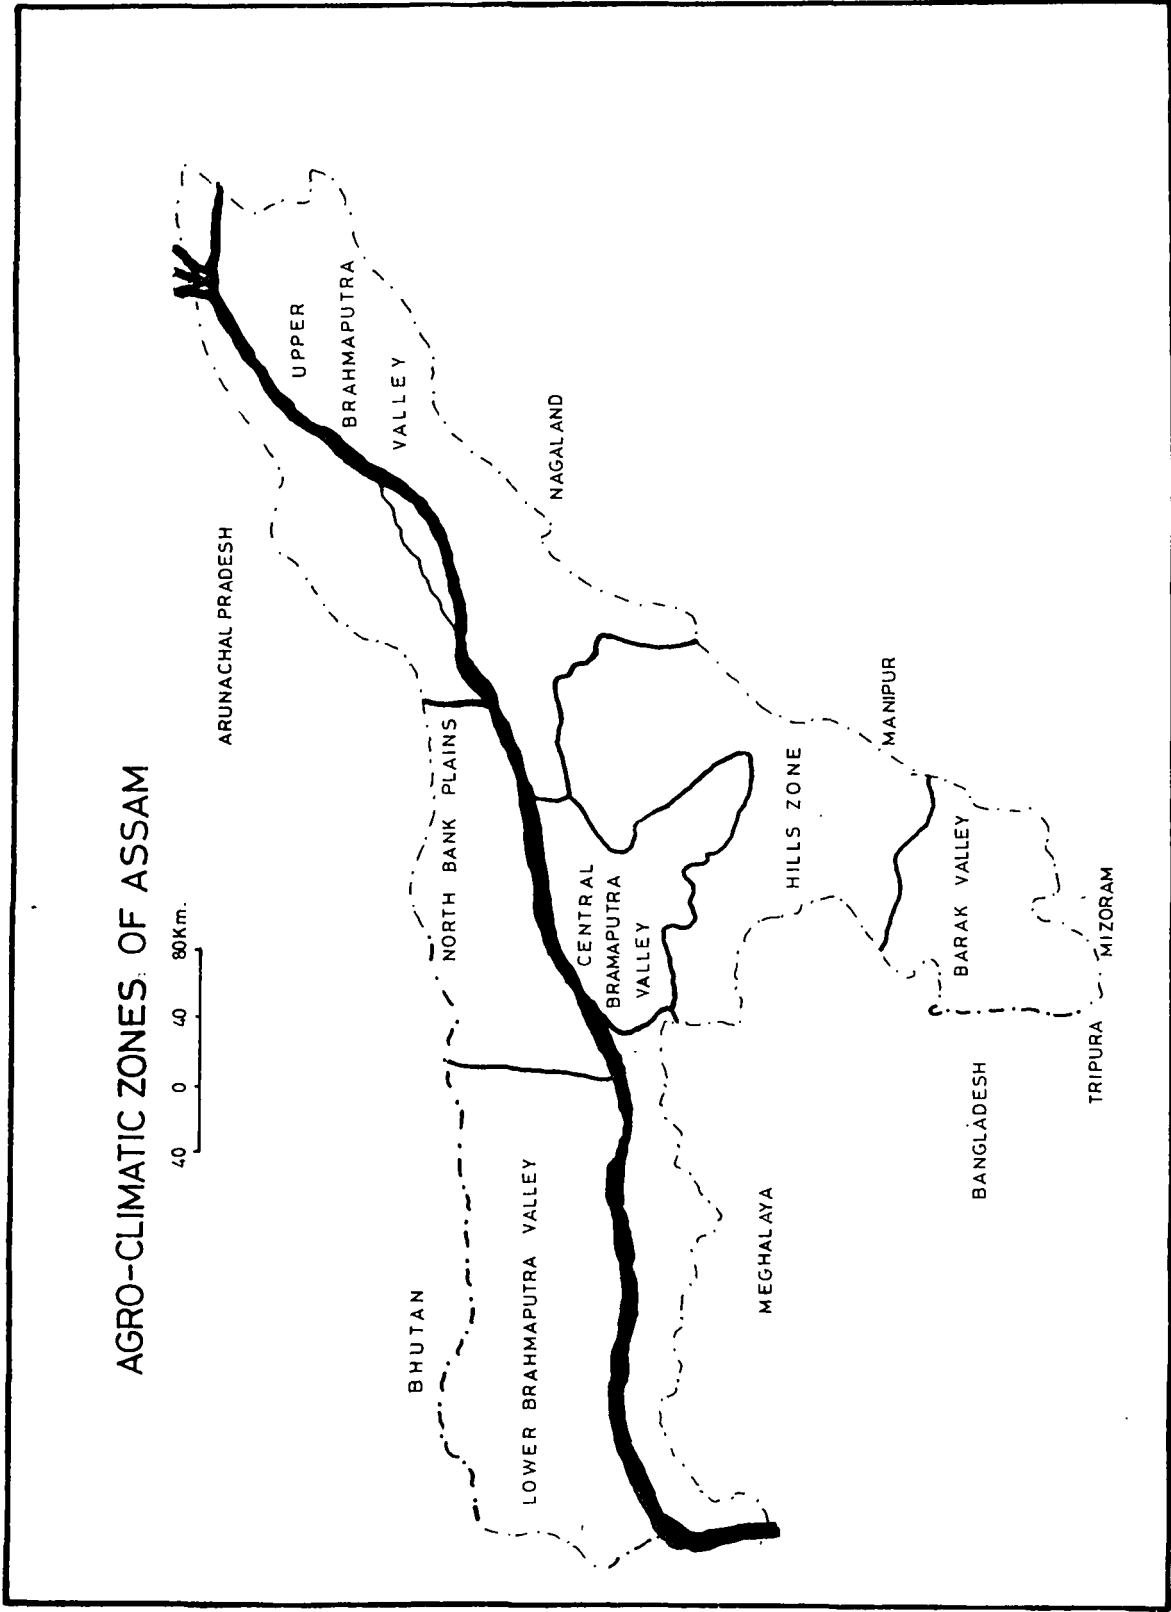 AGRO-CLIMATIC ZONES OF ASSAM
40 0 40 80Km.
ARUNACHAL PRADESH
BHUTAN
UPPER
BRAHMAPUTRA
VALLEY
NORTH BANK PLAINS
LOWER BRAHMAPUTRA VALLEY
NAGALAND
CENTRAL
BRAMAPUTRA
VALLEY
MEGHALAYA
HILLS ZONE
MANIPUR
BARAK VALLEY
BANGLADESH
TRIPURA
MIZORAM